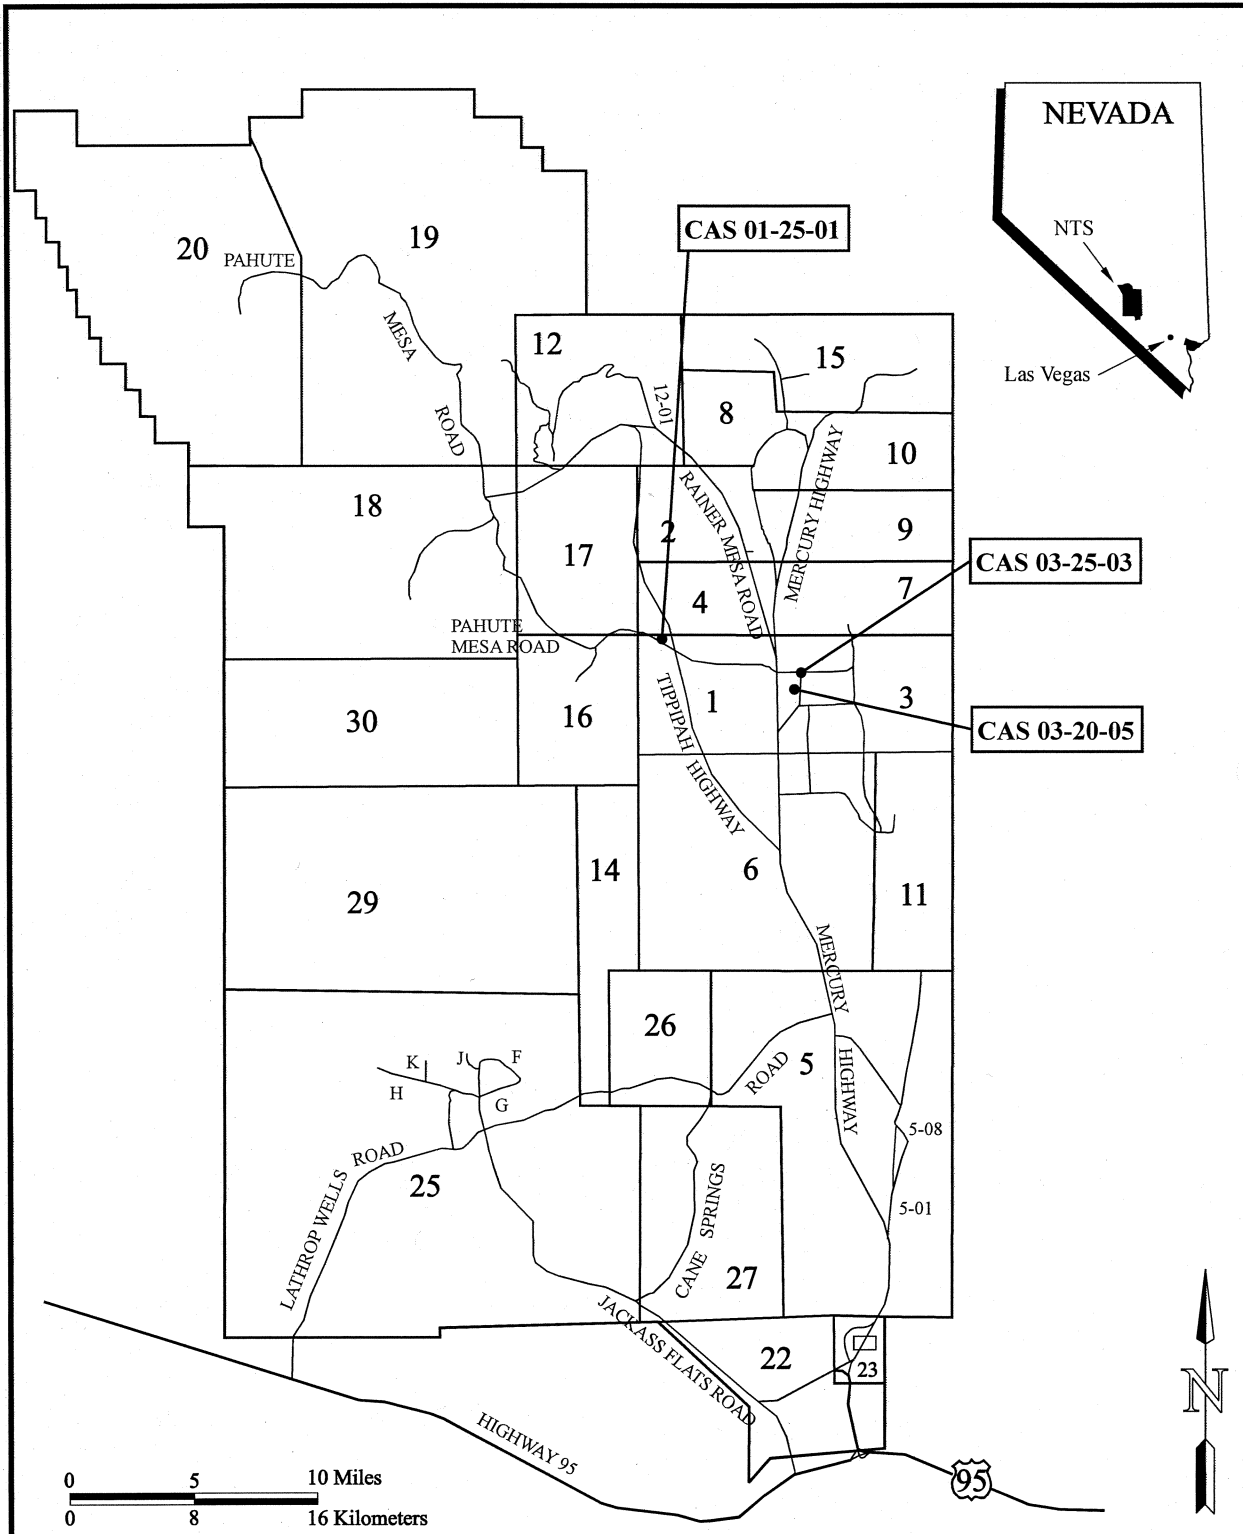 NEVADA
NTS
Las Vegas
CAS 01-25-01
20
19
PAHUTE
MESA
ROAD
12
15
12-01
8
10
RAINER MESA ROAD
MERCURY HIGHWAY
18
2
9
17
CAS 03-25-03
4
7
PAHUTE
MESA ROAD
TIPPIPAH HIGHWAY
1
3
30
16
CAS 03-20-05
14
6
29
11
MERCURY
HIGHWAY
26
ROAD
5
K
J
F
H
G
5-08
LATHROP WELLS ROAD
25
CANE SPRINGS
5-01
27
JACKASS FLATS ROAD
22
23
HIGHWAY 95
95
N
0 5 10 Miles
0 8 16 Kilometers